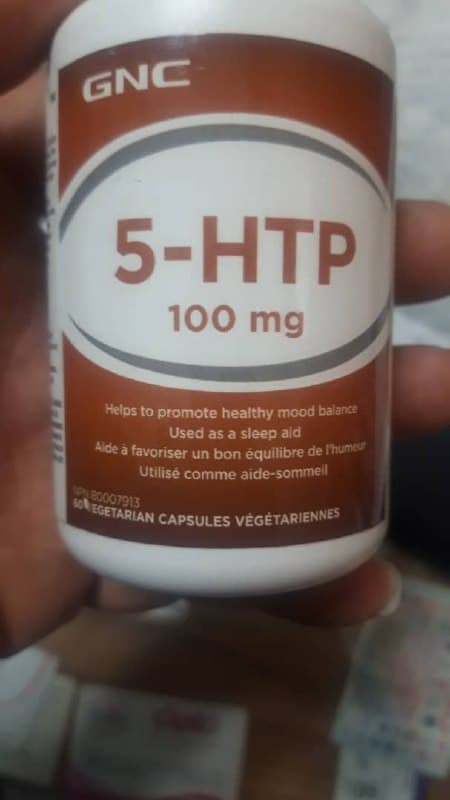 GNC
5-HTP
100 mg
Helps to promote healthy mood balance
Used as a sleep aid
Aide à favoriser un bon équilibre de l'humeur
Utilisé comme aide-sommeil
NPN 80007913
60 VEGETARIAN CAPSULES VÉGÉTARIENNES